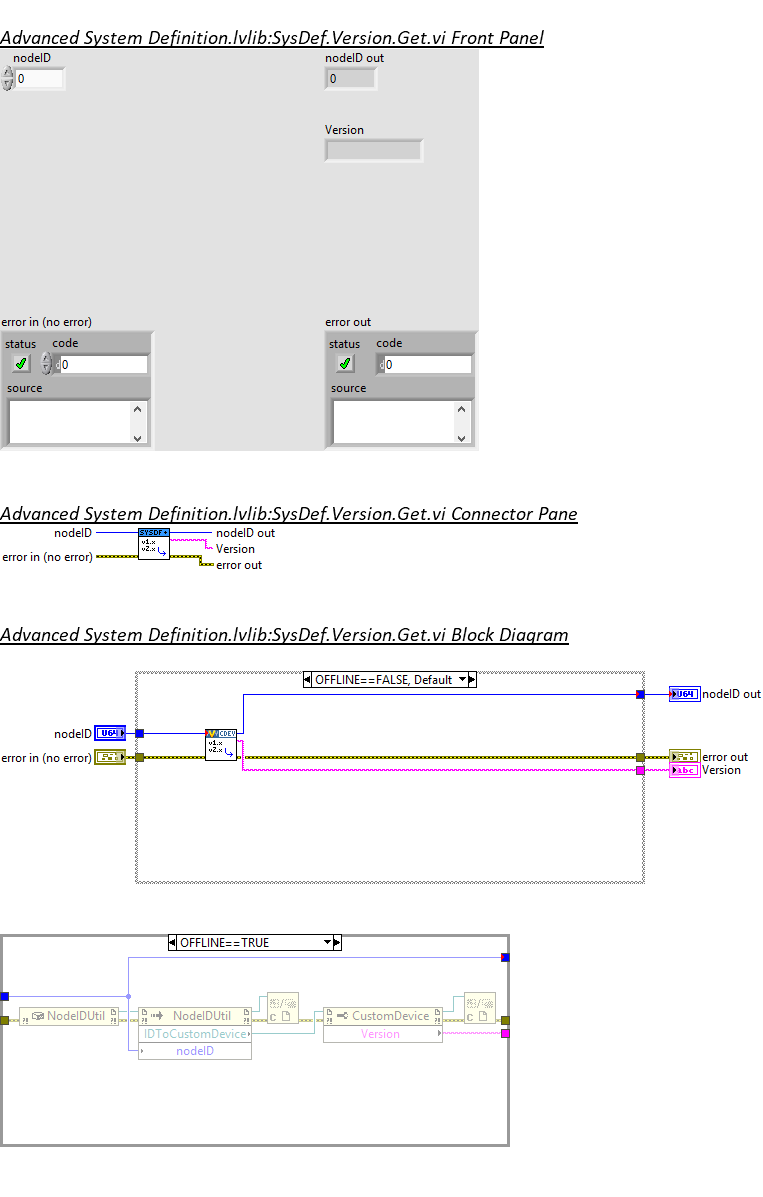 Advanced System Definition.lvlib:SysDef.Version.Get.vi Front Panel
nodeID
nodeID out
0
0
Version
error in (no error)
error out
status code
status code
0
0
source
source
Advanced System Definition.lvlib:SysDef.Version.Get.vi Connector Pane
SYSDF+
nodeID
nodeID out
v1.x
v2.x
Version
error in (no error)
error out
Advanced System Definition.lvlib:SysDef.Version.Get.vi Block Diagram
OFFLINE==FALSE, Default
U64
nodeID out
nodeID
U64
CDEV
v1.x
v2.x
error in (no error)
error out
abc
Version
OFFLINE==TRUE
NodeIDUtil
NodeIDUtil
CustomDevice
IDToCustomDevice
Version
nodeID